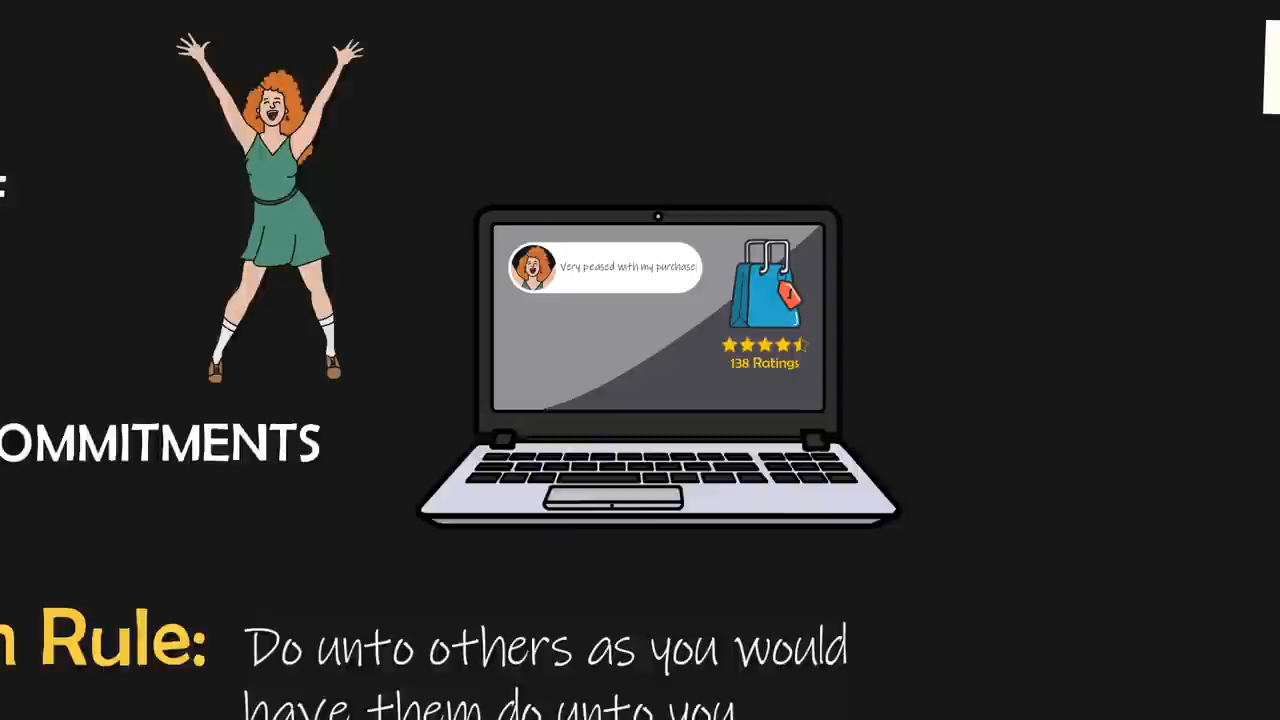 Very pleased with my purchase
138 Ratings
OMMITMENTS
n Rule: Do unto others as you would
have them do unto you